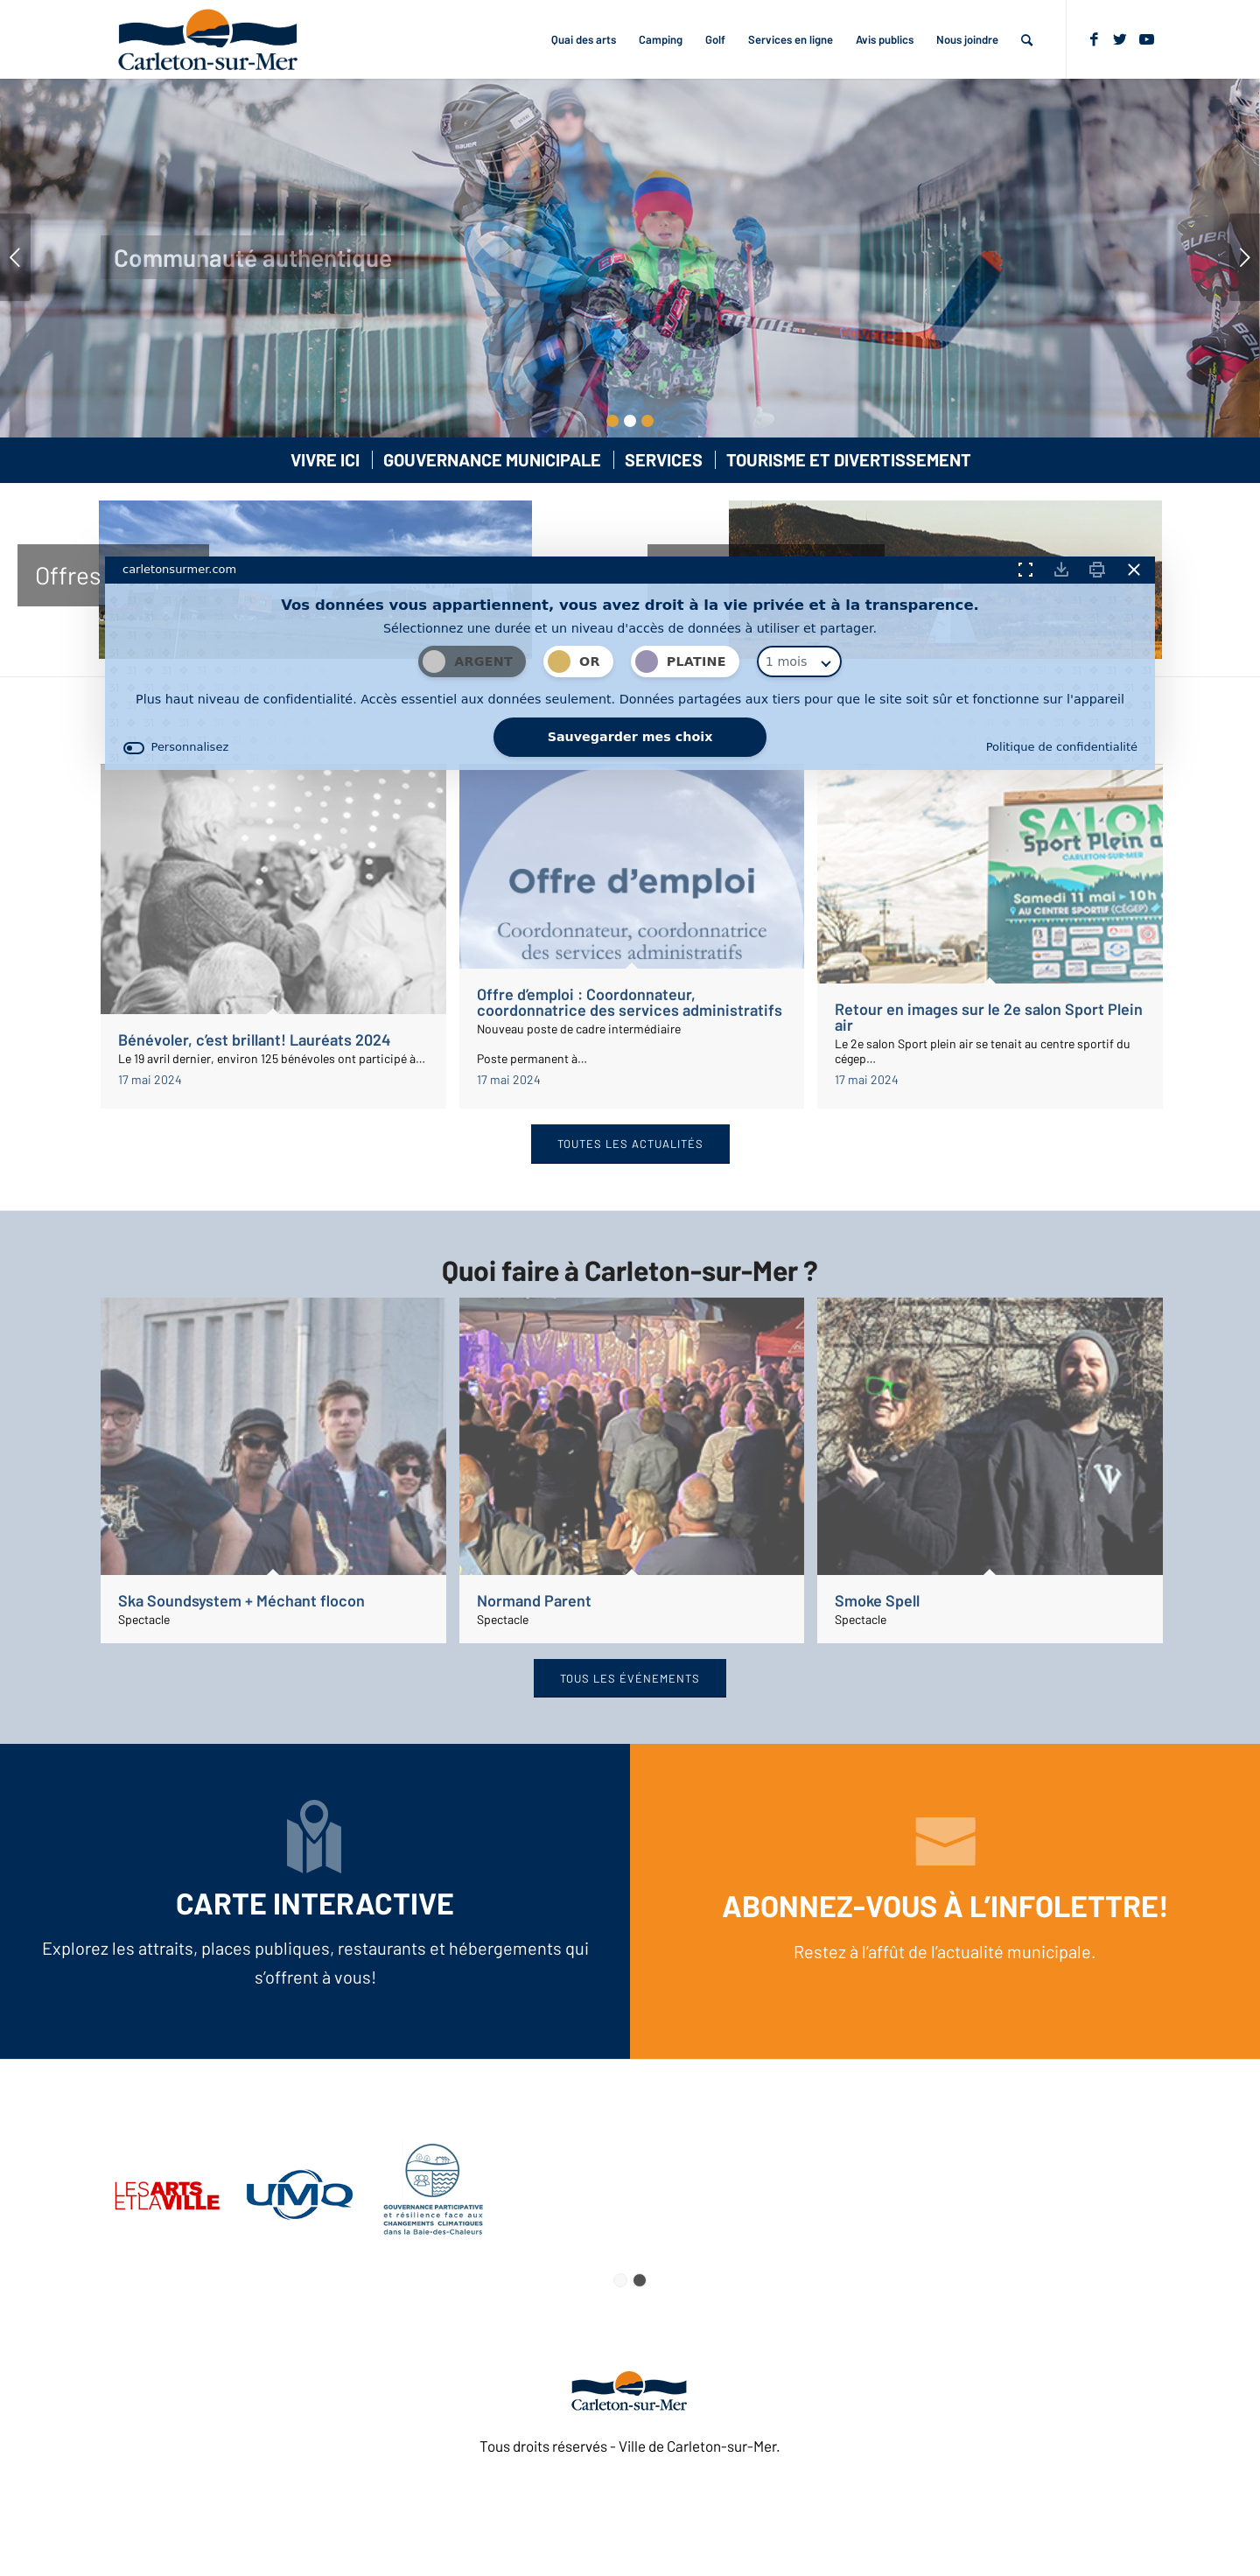 Carleton-sur-Mer
Quai des arts
Camping
Golf
Services en ligne
Avis publics
Nous joindre
BAUER
Communauté authentique
BAUER
VIVRE ICI
GOUVERNANCE MUNICIPALE
SERVICES
TOURISME ET DIVERTISSEMENT
Offres
carletonsurmer.com
Vos données vous appartiennent, vous avez droit à la vie privée et à la transparence.
Sélectionnez une durée et un niveau d'accès de données à utiliser et partager.
ARGENT
OR
PLATINE
1 mois
Plus haut niveau de confidentialité. Accès essentiel aux données seulement. Données partagées aux tiers pour que le site soit sûr et fonctionne sur l'appareil
Sauvegarder mes choix
Personnalisez
Politique de confidentialité
Offre d'emploi
Coordonnateur, coordonnatrice
des services administratifs
SALON
Sport Plein a
CARLETON-SUR-MER
Samedi 11 mai
10h
AU CENTRE SPORTIF (CÉGEP)
Bénévoler, c’est brillant! Lauréats 2024
Le 19 avril dernier, environ 125 bénévoles ont participé à…
17 mai 2024
Offre d’emploi : Coordonnateur,
coordonnatrice des services administratifs
Nouveau poste de cadre intermédiaire
Poste permanent à…
17 mai 2024
Retour en images sur le 2e salon Sport Plein
air
Le 2e salon Sport plein air se tenait au centre sportif du
cégep…
17 mai 2024
TOUTES LES ACTUALITÉS
Quoi faire à Carleton-sur-Mer ?
Ska Soundsystem + Méchant flocon
Spectacle
Normand Parent
Spectacle
Smoke Spell
Spectacle
TOUS LES ÉVÉNEMENTS
CARTE INTERACTIVE
Explorez les attraits, places publiques, restaurants et hébergements qui
s’offrent à vous!
ABONNEZ-VOUS À L’INFOLETTRE!
Restez à l’affût de l’actualité municipale.
LES ARTS
ET LA VILLE
UMQ
GOUVERNANCE PARTICIPATIVE
et résilience face aux
CHANGEMENTS CLIMATIQUES
dans la Baie-des-Chaleurs
Carleton-sur-Mer
Tous droits réservés - Ville de Carleton-sur-Mer.